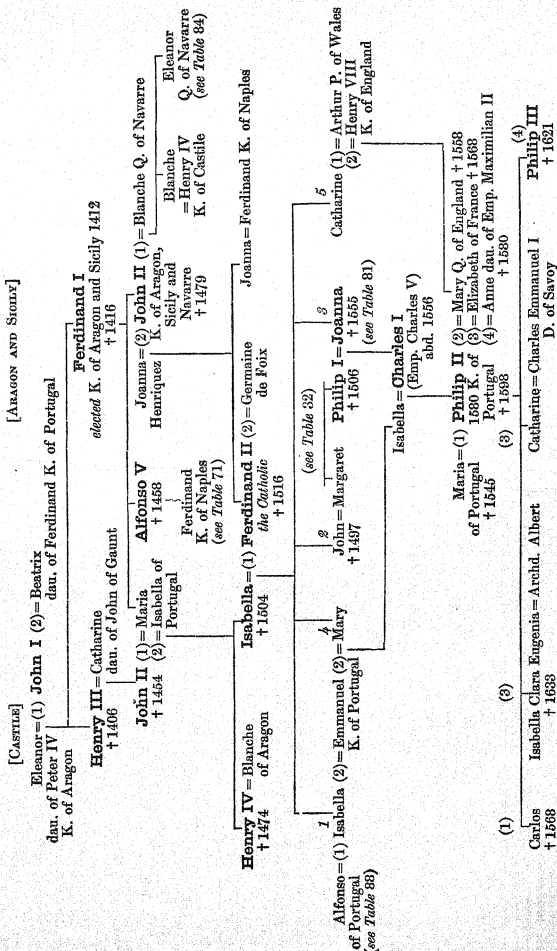 [CASTILE]
[ARAGON AND SICILY]
Eleanor=(1) John I (2)=Beatrix
dau. of Peter IV
K. of Aragon
dau. of Ferdinand K. of Portugal
Henry III=Catharine
†1406
dau. of John of Gaunt
Ferdinand I
elected K. of Aragon and Sicily 1412
†1416
John II (1)=Maria
†1454 (2)=Isabella of
Portugal
Alfonso V
†1458
Ferdinand
K. of Naples
(see Table 71)
Joanna=(2) John II (1)=Blanche Q. of Navarre
Henriquez
K. of Aragon,
Sicily and
Navarre
†1479
Blanche
=Henry IV
K. of Castile
Eleanor
Q. of Navarre
(see Table 84)
Henry IV=Blanche
†1474
of Aragon
Isabella=(1) Ferdinand II (2)=Germaine
†1504
the Catholic
†1516
de Foix
Joanna=Ferdinand K. of Naples
(see Table 32)
1
4
2
3
5
Alfonso=(1) Isabella (2)=Emmanuel (2)=Mary
of Portugal
(see Table 88)
K. of Portugal
John=Margaret
†1497
Philip I=Joanna
†1506
†1555
(see Table 81)
Catharine (1)=Arthur P. of Wales
(2)=Henry VIII
K. of England
Isabella=Charles I
(Emp. Charles V)
abd. 1556
Maria=(1) Philip II (2)=Mary Q. of England †1558
of Portugal
†1545
1580 K. of
Portugal
†1598
(3)=Elizabeth of France †1568
(4)=Anne dau. of Emp. Maximilian II
†1580
(1)
(3)
(3)
(4)
Carlos
†1568
Isabella Clara Eugenia=Archd. Albert
†1633
Catharine=Charles Emmanuel I
D. of Savoy
Philip III
†1621